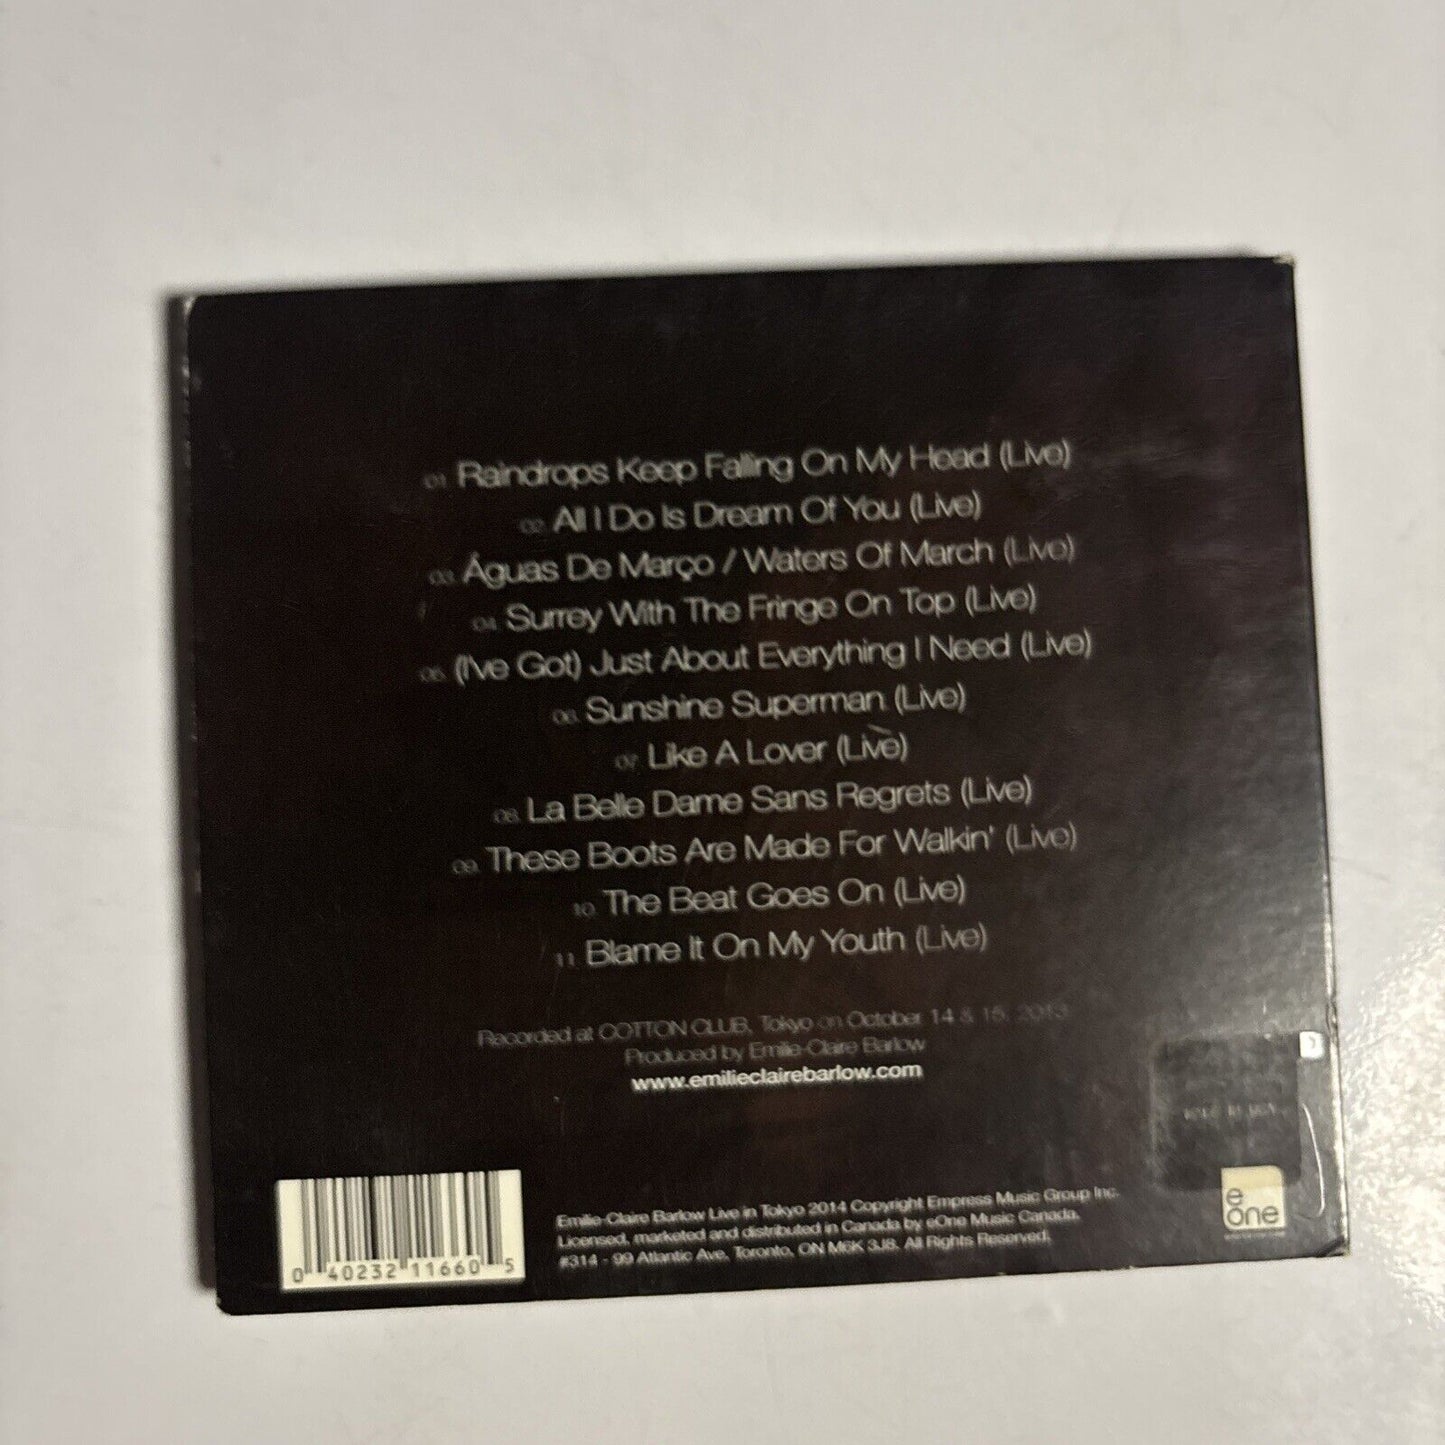 01. Raindrops Keep Falling On My Head (Live)
02. All I Do Is Dream Of You (Live)
03. Águas De Março / Waters Of March (Live)
04. Surrey With The Fringe On Top (Live)
05. (I've Got) Just About Everything I Need (Live)
06. Sunshine Superman (Live)
07. Like A Lover (Live)
08. La Belle Dame Sans Regrets (Live)
09. These Boots Are Made For Walkin' (Live)
10. The Beat Goes On (Live)
11. Blame It On My Youth (Live)
Recorded at COTTON CLUB, Tokyo on October 14 & 15, 2013
Produced by Emilie-Claire Barlow
www.emilieclairebarlow.com
Emilie-Claire Barlow Live in Tokyo 2014 Copyright Empress Music Group Inc.
Licensed, marketed and distributed in Canada by eOne Music Canada.
#314 - 99 Atlantic Ave, Toronto, ON M6K 3J8. All Rights Reserved.
0 40232 11660 5
e
one